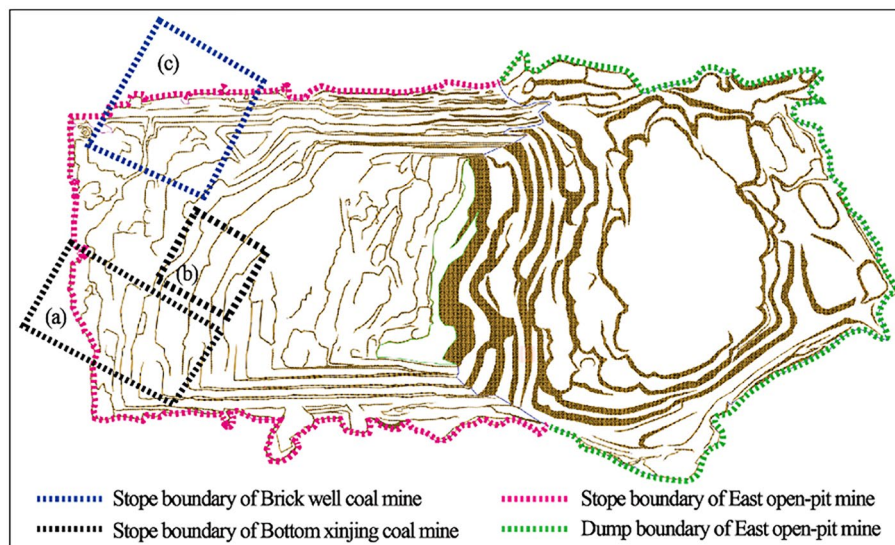 (c)
(b)
(a)
Stope boundary of Brick well coal mine
Stope boundary of East open-pit mine
Stope boundary of Bottom xinjing coal mine
Dump boundary of East open-pit mine